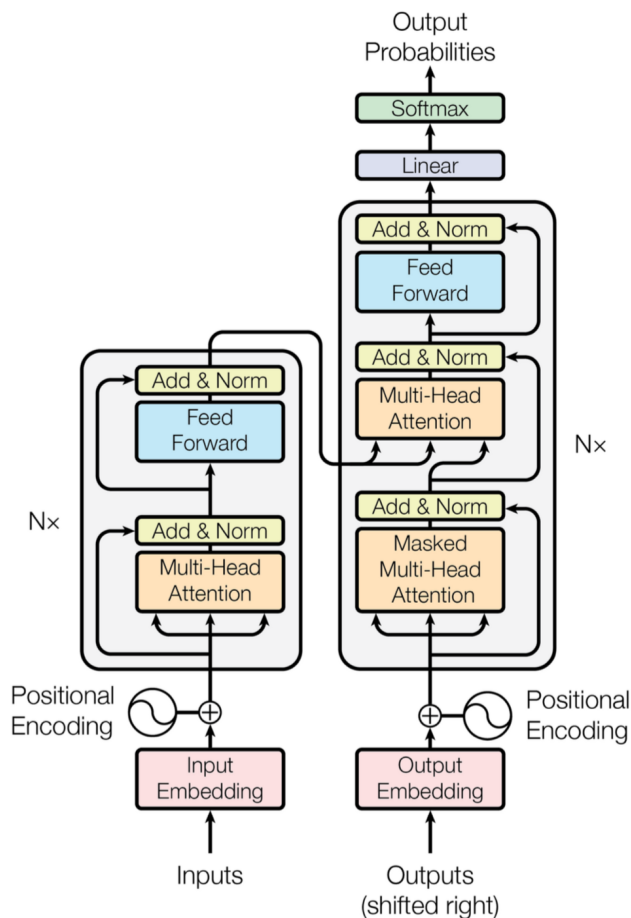 Output
Probabilities
Softmax
Linear
Add & Norm
Feed
Forward
Add & Norm
Multi-Head
Attention
Add & Norm
Masked
Multi-Head
Attention
N×
Add & Norm
Feed
Forward
Add & Norm
Multi-Head
Attention
N×
Positional
Encoding
Positional
Encoding
Input
Embedding
Output
Embedding
Inputs
Outputs
(shifted right)